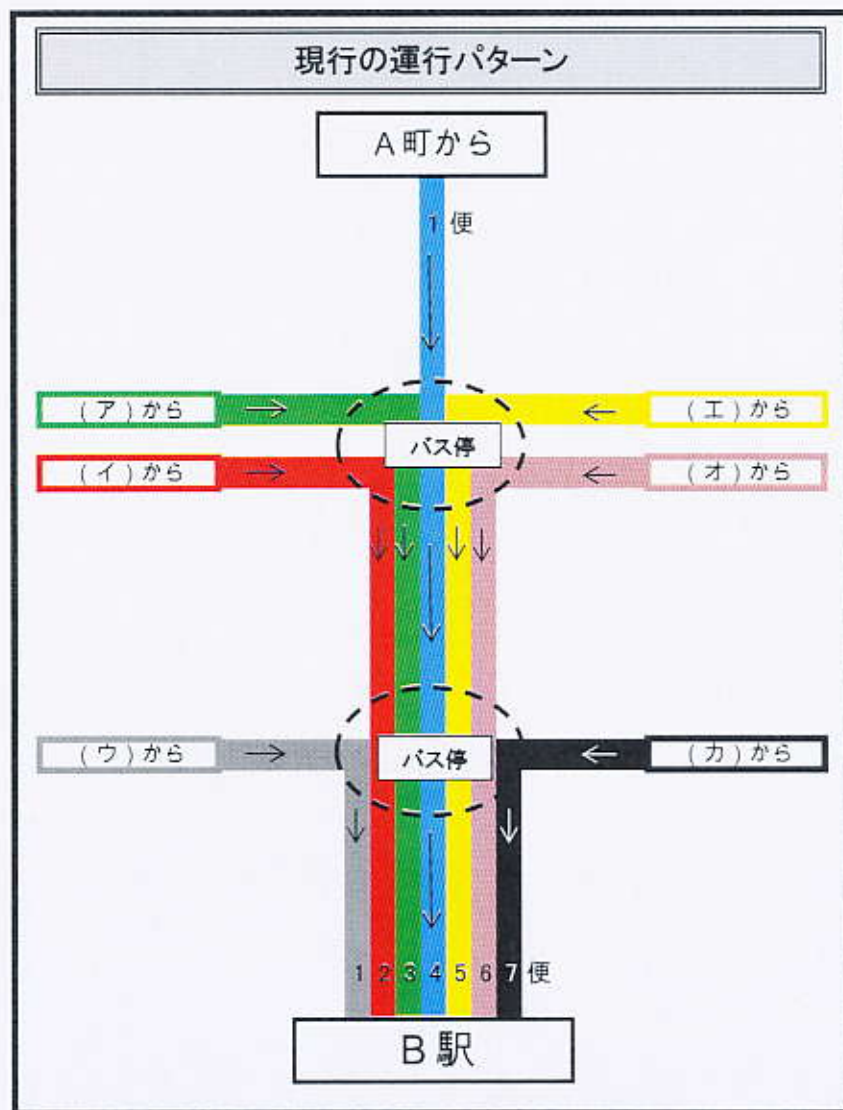 現行の運行パターン
A町から
1便
(ア)から
(エ)から
バス停
(イ)から
(オ)から
(ウ)から
バス停
(カ)から
1 2 3 4 5 6 7便
B駅